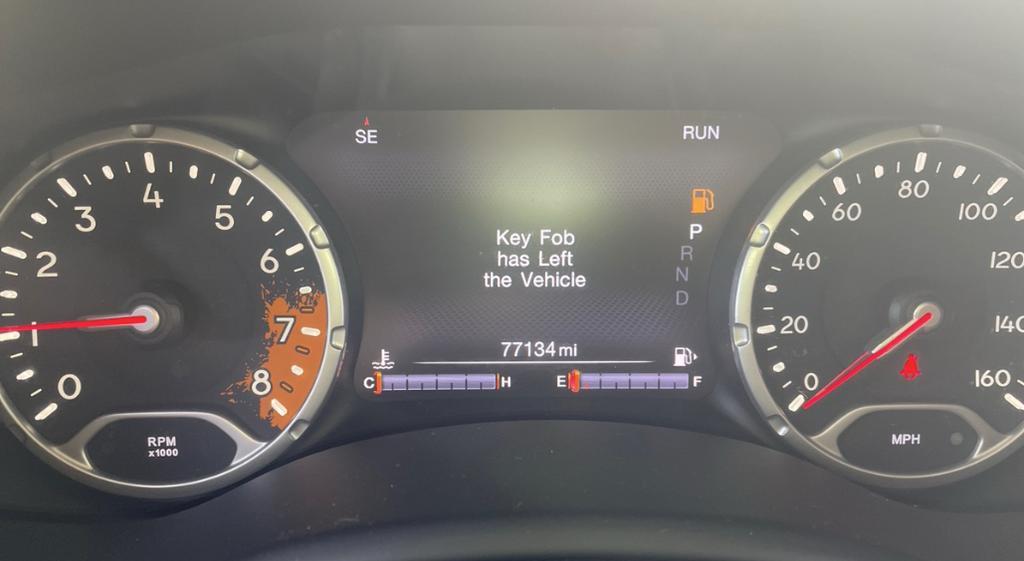 SE
RUN
0
1
2
3
4
5
6
7
8
RPM
x1000
Key Fob
has Left
the Vehicle
P
R
N
D
77134 mi
C H
E F
0
20
40
60
80
100
120
140
160
MPH